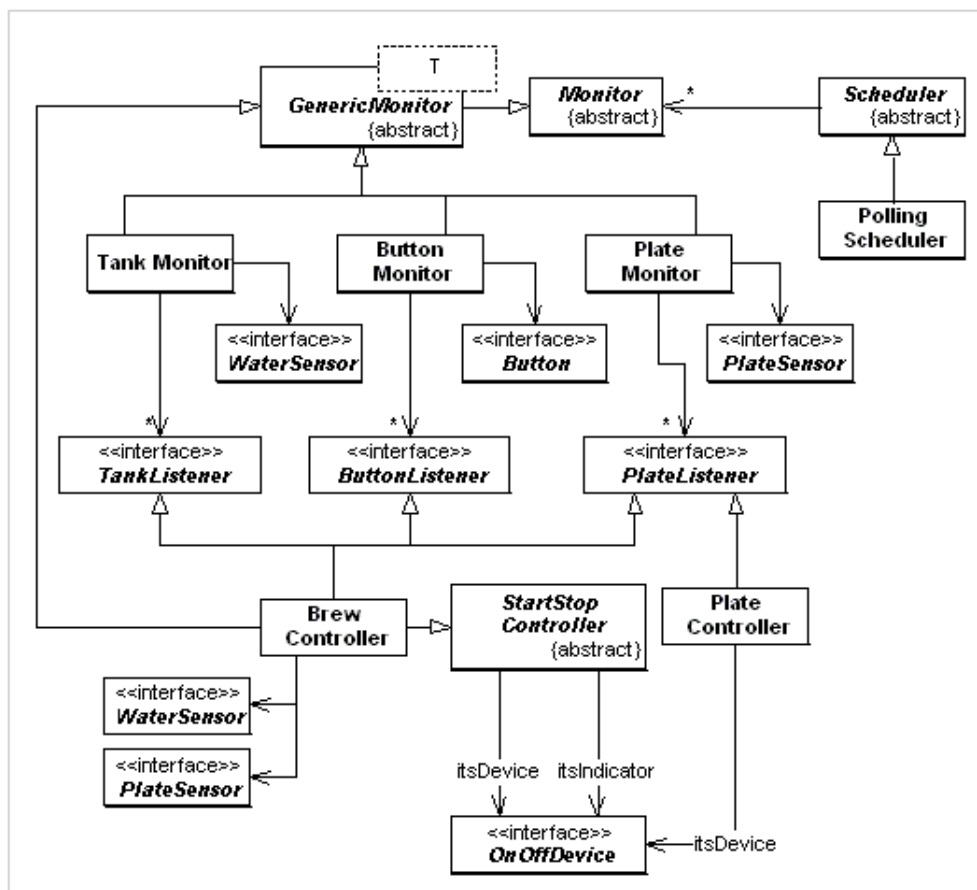 T
GenericMonitor
{abstract}
Monitor
{abstract}
*
Scheduler
{abstract}
Polling
Scheduler
Tank Monitor
Button
Monitor
Plate
Monitor
<<interface>>
WaterSensor
<<interface>>
Button
<<interface>>
PlateSensor
*
*
*
<<interface>>
TankListener
<<interface>>
ButtonListener
<<interface>>
PlateListener
Brew
Controller
StartStop
Controller
{abstract}
Plate
Controller
<<interface>>
WaterSensor
<<interface>>
PlateSensor
itsDevice
itsIndicator
<<interface>>
OnOffDevice
itsDevice